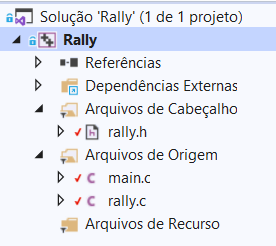 Solução 'Rally' (1 de 1 projeto)
Rally
Referências
Dependências Externas
Arquivos de Cabeçalho
rally.h
Arquivos de Origem
main.c
rally.c
Arquivos de Recurso